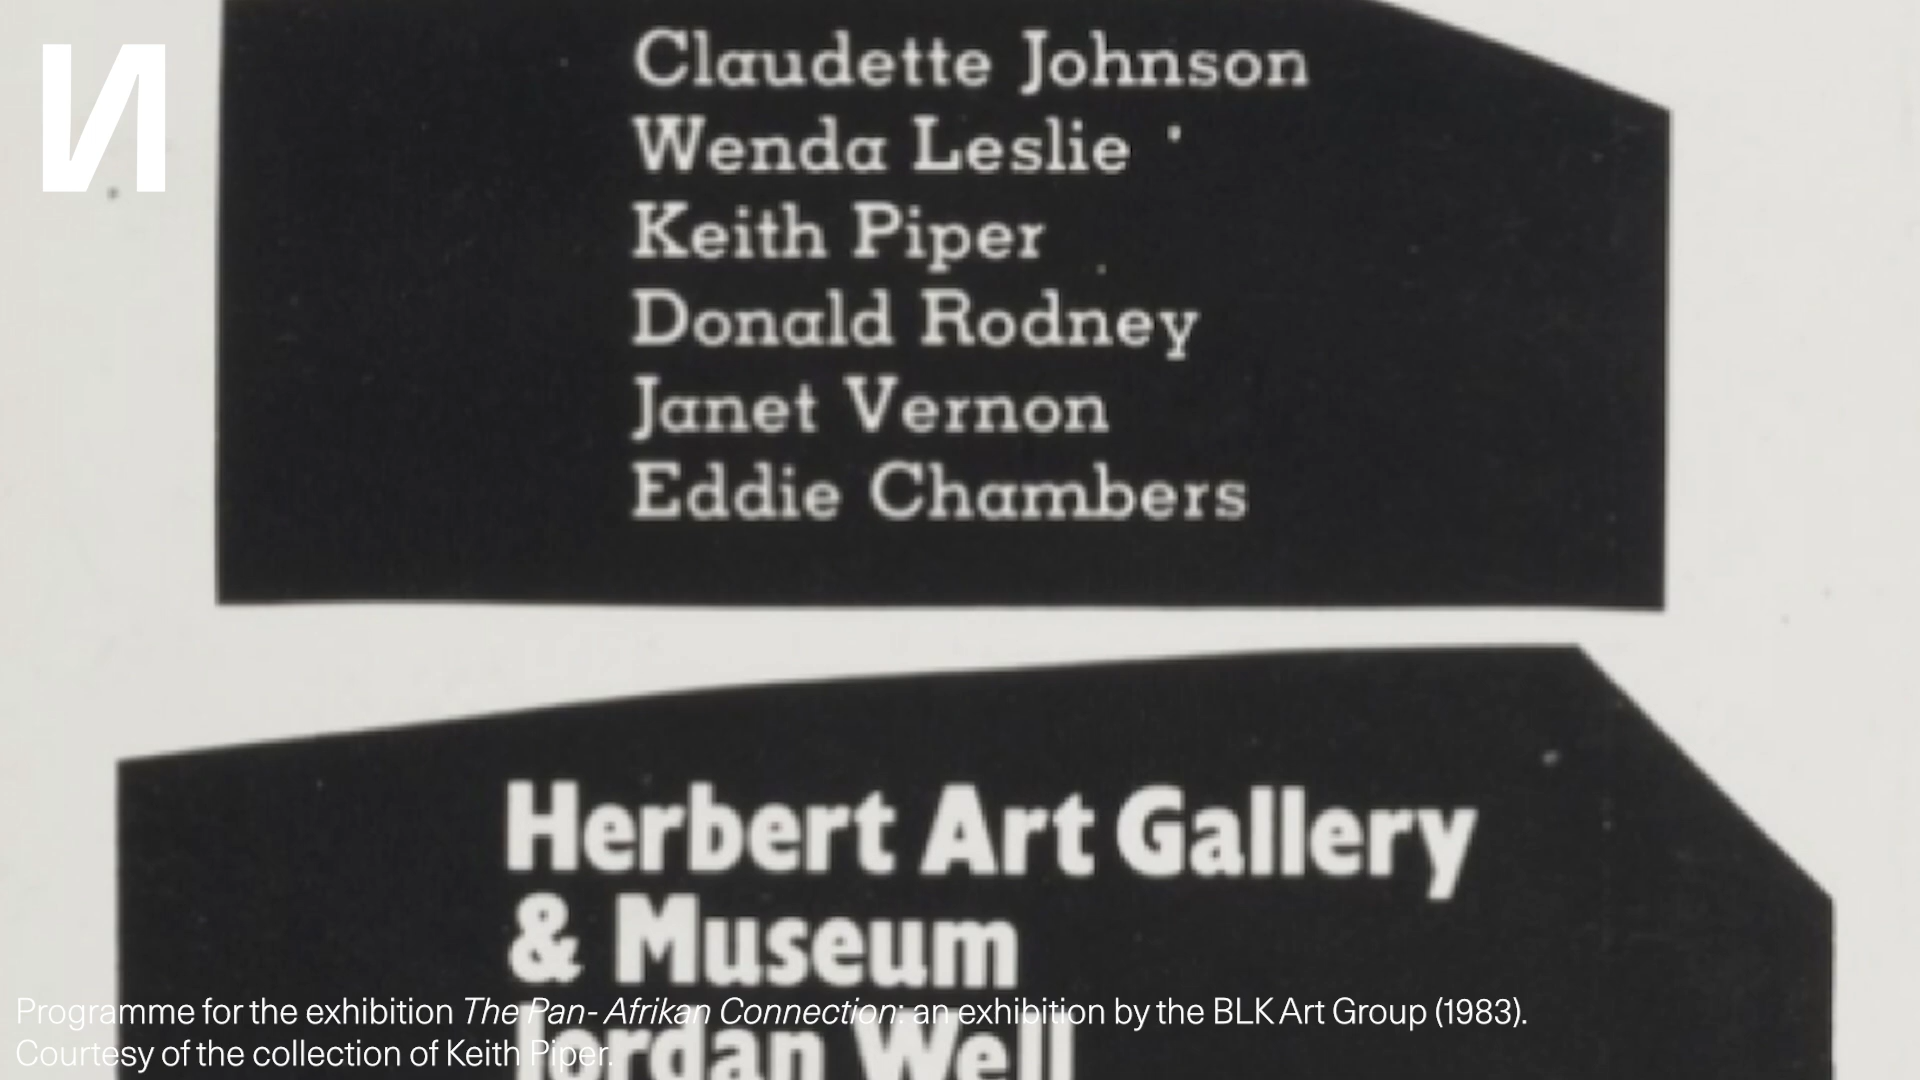 И
Claudette Johnson
Wenda Leslie
Keith Piper
Donald Rodney
Janet Vernon
Eddie Chambers
Herbert Art Gallery
& Museum
Jordan Well
Programme for the exhibition The Pan-Afrikan Connection: an exhibition by the BLK Art Group (1983).
Courtesy of the collection of Keith Piper.